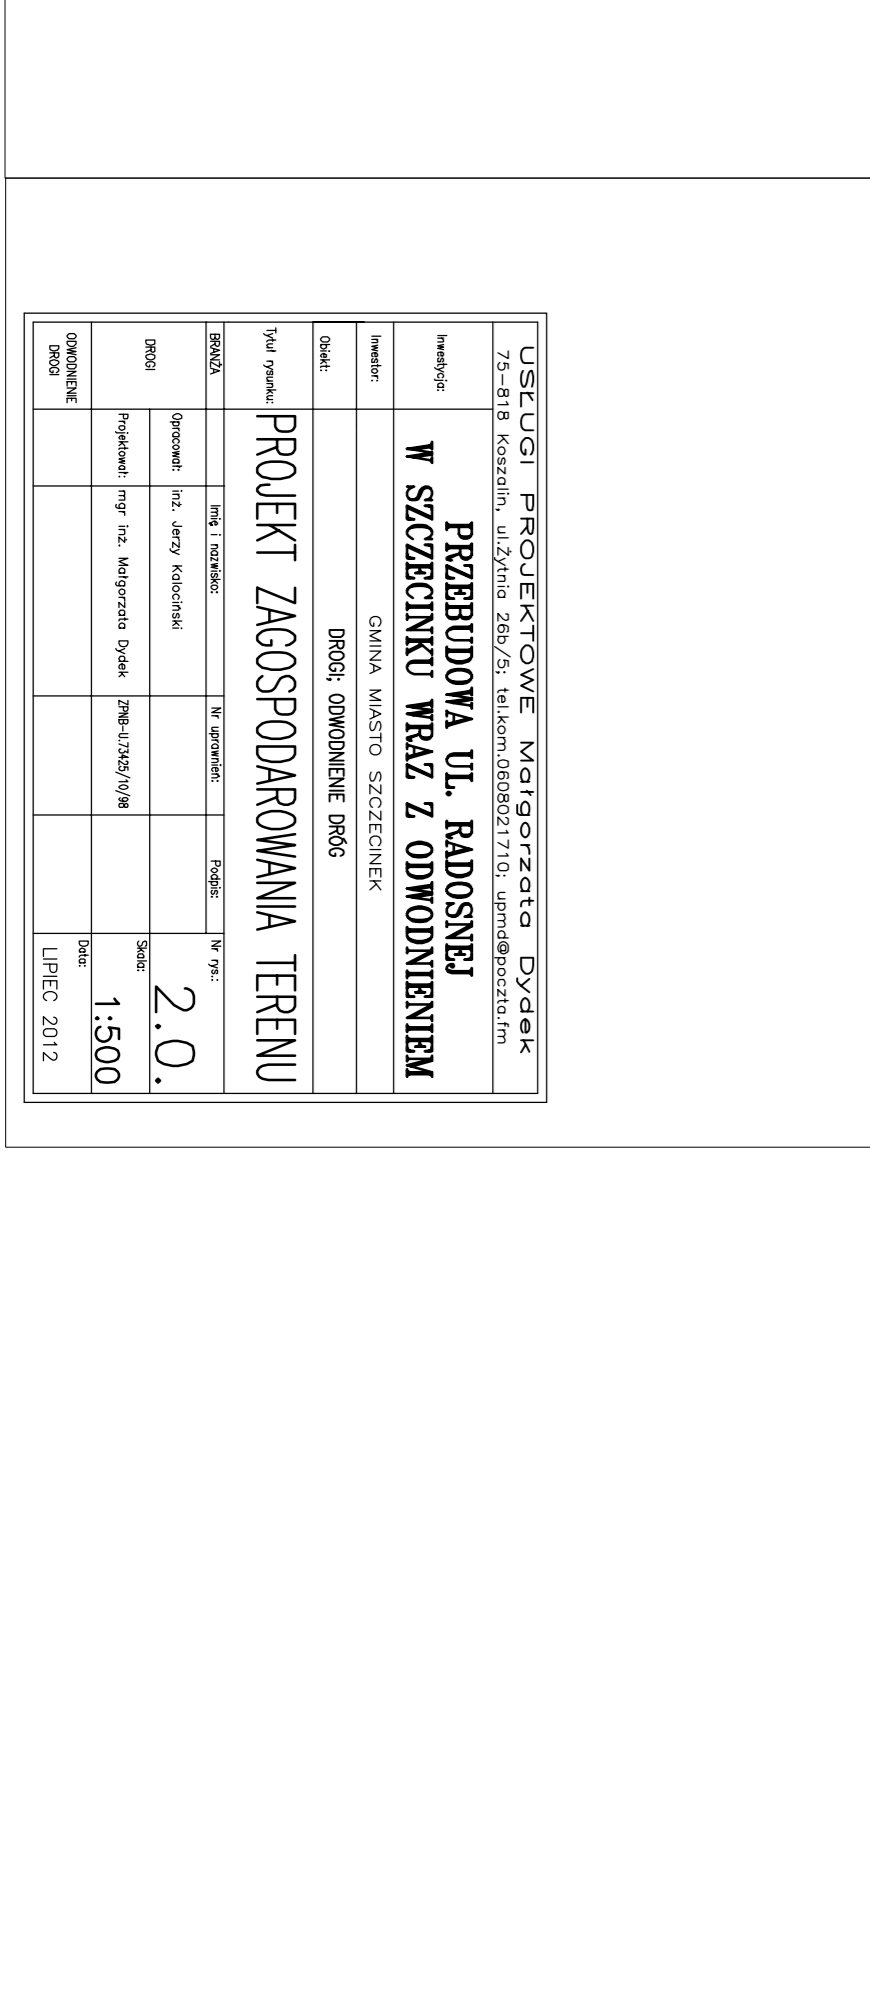 USŁUGI PROJEKTOWE Małgorzata Dydek
75-818 Koszalin, ul.Żytnia 26b/5; tel.kom.0608021710; upmd@poczta.fm
Inwestycja:
PRZEBUDOWA UL. RADOSNEJ
W SZCZECINKU WRAZ Z ODWODNIENIEM
Inwestor:
GMINA MIASTO SZCZECINEK
Obiekt:
DROGI; ODWODNIENIE DRÓG
Tytuł rysunku:
PROJEKT ZAGOSPODAROWANIA TERENU
BRANŻA
Imię i nazwisko:
Nr uprawnień:
Podpis:
Nr rys.:
2.0.
DROGI
Opracował:
inż. Jerzy Kalociński
Projektował:
mgr inż. Małgorzata Dydek
ZPNB-U.73425/10/98
Skala:
1:500
ODWODNIENIE
DROGI
Data:
LIPIEC 2012